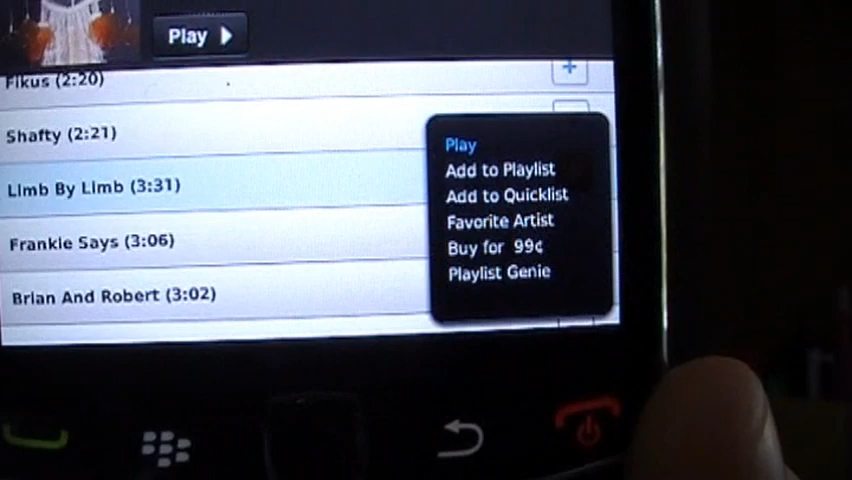 Play
Fikus (2:20)
Shafty (2:21)
Limb By Limb (3:31)
Frankie Says (3:06)
Brian And Robert (3:02)
Play
Add to Playlist
Add to Quicklist
Favorite Artist
Buy for 99¢
Playlist Genie